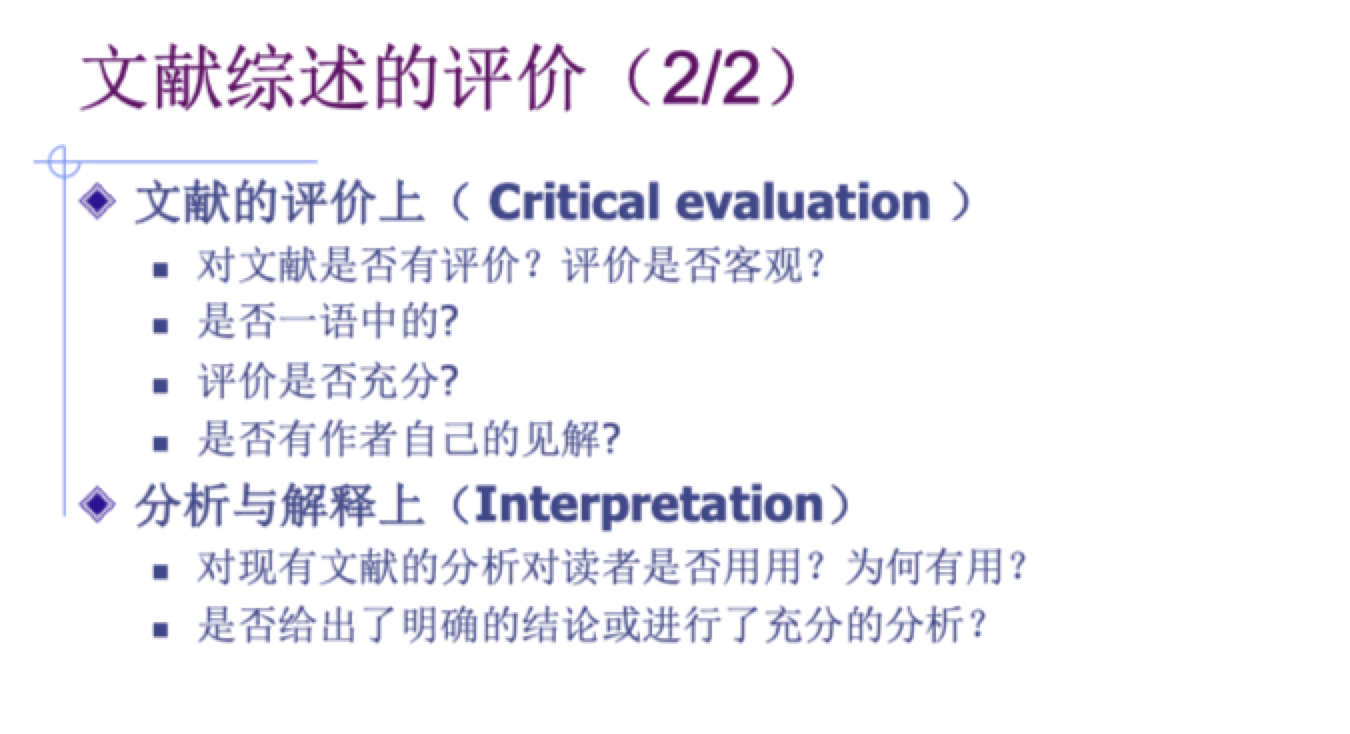 文献综述的评价（2/2）
文献的评价上（ Critical evaluation ）
对文献是否有评价？评价是否客观？
是否一语中的?
评价是否充分?
是否有作者自己的见解?
分析与解释上（Interpretation）
对现有文献的分析对读者是否用用？为何有用？
是否给出了明确的结论或进行了充分的分析？